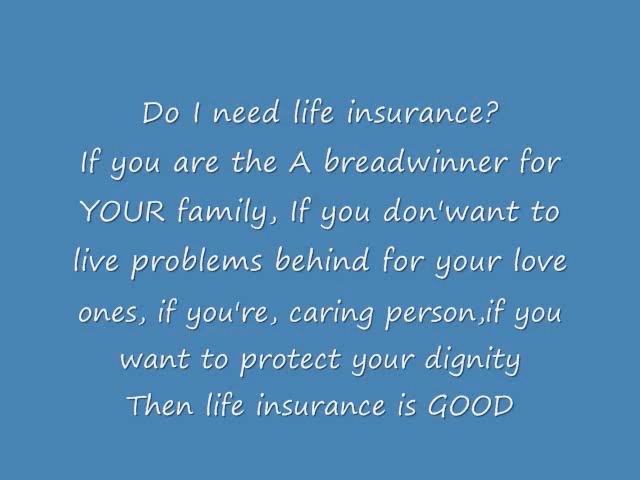 Do I need life insurance?
If you are the A breadwinner for
YOUR family, If you don'want to
live problems behind for your love
ones, if you're, caring person,if you
want to protect your dignity
Then life insurance is GOOD